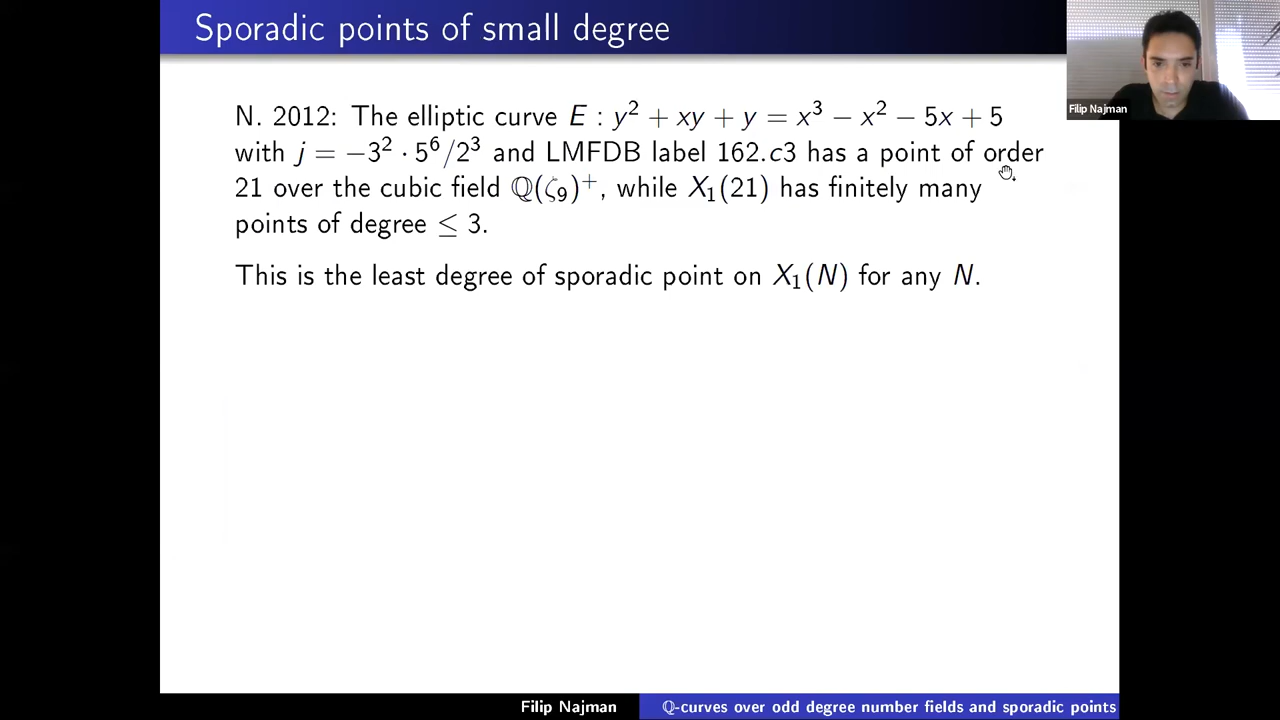 Sporadic points of small degree
Filip Najman
N. 2012: The elliptic curve E : y² + xy + y = x³ − x² − 5x + 5
with j = −3² · 5⁶/2³ and LMFDB label 162.c3 has a point of order
21 over the cubic field ℚ(ζ₉)⁺, while X₁(21) has finitely many
points of degree ≤ 3.
This is the least degree of sporadic point on X₁(N) for any N.
Filip Najman
ℚ-curves over odd degree number fields and sporadic points